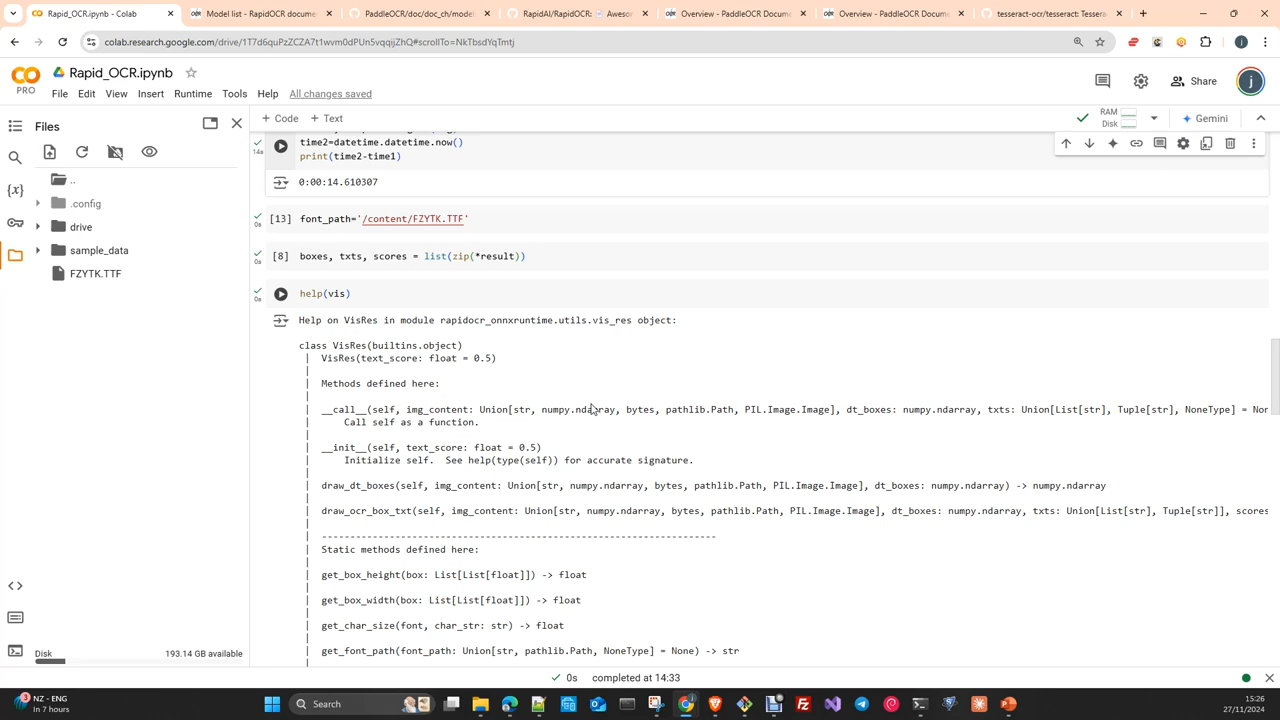 Rapid_OCR.ipynb - Colab
Model list - RapidOCR docume
PaddleOCR/doc/doc_ch/model
RapidAI/RapidOCR: Awesom
Overview - PaddleOCR Docume
Overview - PaddleOCR Docume
tesseract-ocr/tesseract: Tessera
colab.research.google.com/drive/1T7d6quPzZCZA7t1wvm0dPUn5vqqijZhQ#scrollTo=NkTbsdYqTmtj
PRO
Rapid_OCR.ipynb
File Edit View Insert Runtime Tools Help All changes saved
Share
j
Files
+ Code + Text
RAM
Disk
Gemini
..
.config
drive
sample_data
FZYTK.TTF
14s
time2=datetime.datetime.now()
print(time2-time1)
0:00:14.610307
0s
[13] font_path='/content/FZYTK.TTF'
0s
[8] boxes, txts, scores = list(zip(*result))
0s
help(vis)
Help on VisRes in module rapidocr_onnxruntime.utils.vis_res object:
class VisRes(builtins.object)
| VisRes(text_score: float = 0.5)
|
| Methods defined here:
|
| __call__(self, img_content: Union[str, numpy.ndarray, bytes, pathlib.Path, PIL.Image.Image], dt_boxes: numpy.ndarray, txts: Union[List[str], Tuple[str], NoneType] = Non
| Call self as a function.
|
| __init__(self, text_score: float = 0.5)
| Initialize self. See help(type(self)) for accurate signature.
|
| draw_dt_boxes(self, img_content: Union[str, numpy.ndarray, bytes, pathlib.Path, PIL.Image.Image], dt_boxes: numpy.ndarray) -> numpy.ndarray
|
| draw_ocr_box_txt(self, img_content: Union[str, numpy.ndarray, bytes, pathlib.Path, PIL.Image.Image], dt_boxes: numpy.ndarray, txts: Union[List[str], Tuple[str]], scores
|
| ----------------------------------------------------------------------
| Static methods defined here:
|
| get_box_height(box: List[List[float]]) -> float
|
| get_box_width(box: List[List[float]]) -> float
|
| get_char_size(font, char_str: str) -> float
|
| get_font_path(font_path: Union[str, pathlib.Path, NoneType] = None) -> str
|
Disk
193.14 GB available
0s completed at 14:33
NZ - ENG
In 7 hours
Search
15:26
27/11/2024